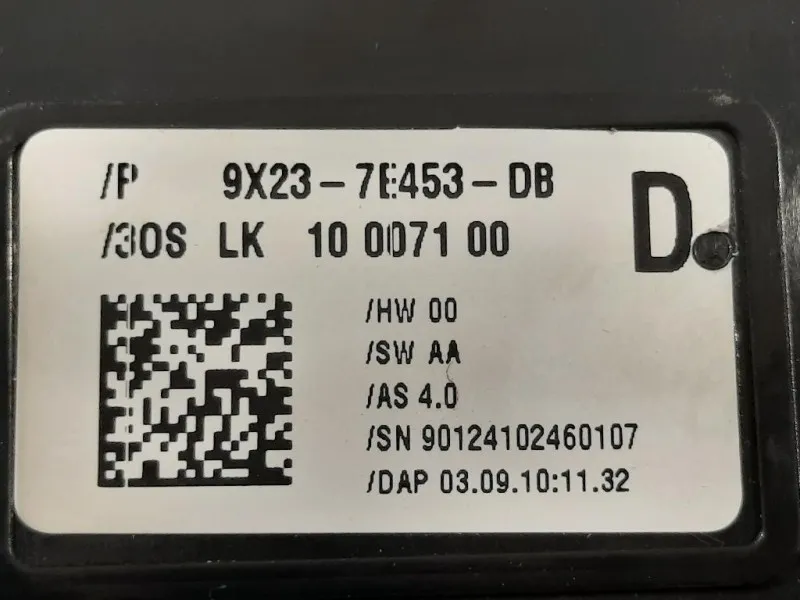 /P 9X23-7E453-DB
D
/3OS LK 10 0071 00
/HW 00
/SW AA
/AS 4.0
/SN 90124102460107
/DAP 03.09.10:11.32